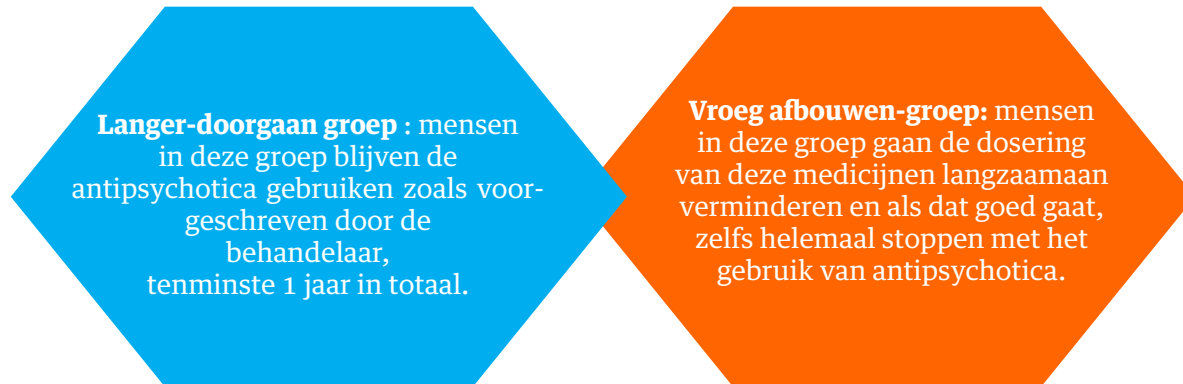 Langer-doorgaan groep : mensen
in deze groep blijven de
antipsychotica gebruiken zoals voor-
geschreven door de
behandelaar,
tenminste 1 jaar in totaal.
Vroeg afbouwen-groep: mensen
in deze groep gaan de dosering
van deze medicijnen langzaamaan
verminderen en als dat goed gaat,
zelfs helemaal stoppen met het
gebruik van antipsychotica.